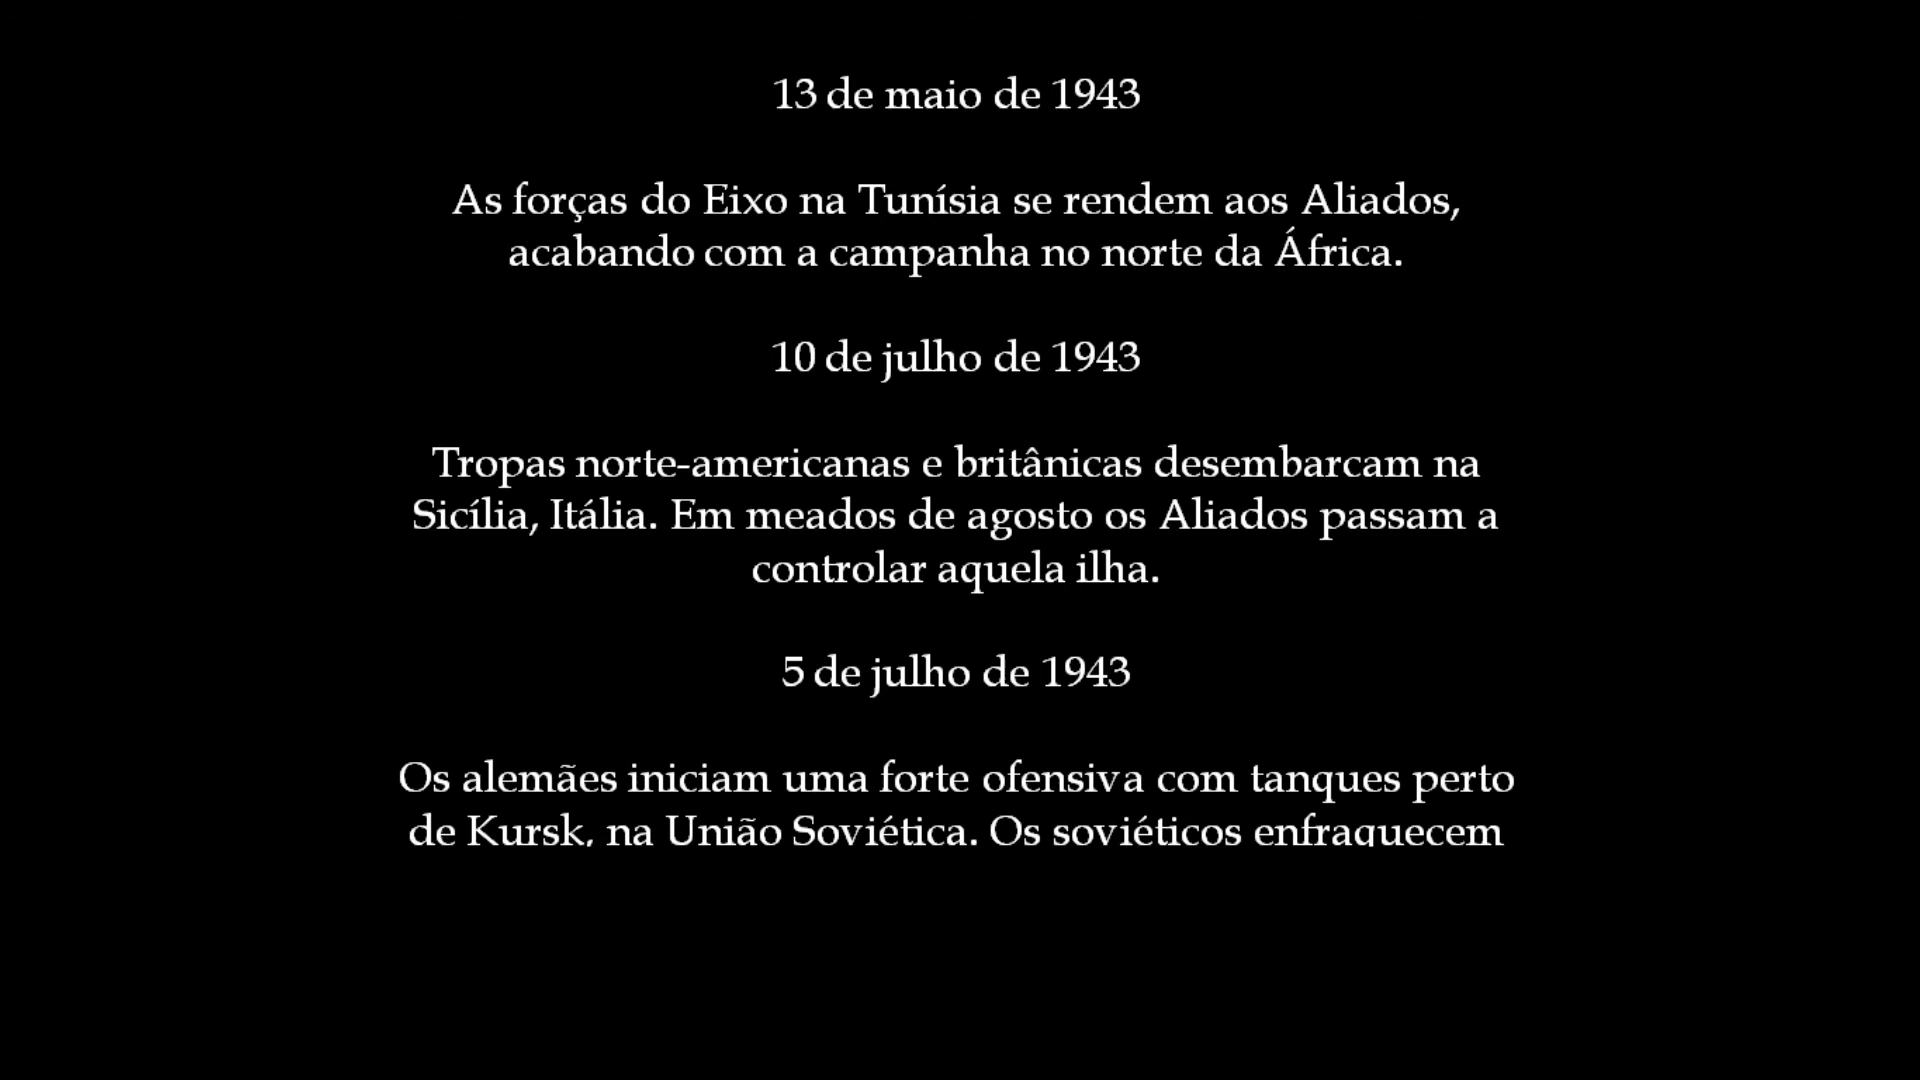 13 de maio de 1943
As forças do Eixo na Tunísia se rendem aos Aliados,
acabando com a campanha no norte da África.
10 de julho de 1943
Tropas norte-americanas e britânicas desembarcam na
Sicília, Itália. Em meados de agosto os Aliados passam a
controlar aquela ilha.
5 de julho de 1943
Os alemães iniciam uma forte ofensiva com tanques perto
de Kursk, na União Soviética. Os soviéticos enfraquecem